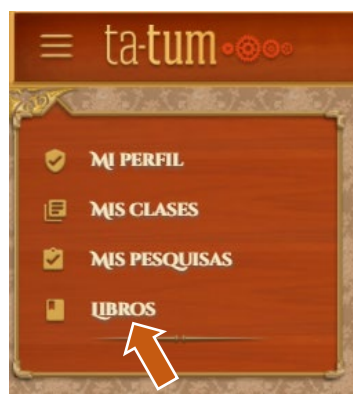 ta-tum
MI PERFIL
MIS CLASES
MIS PESQUISAS
LIBROS